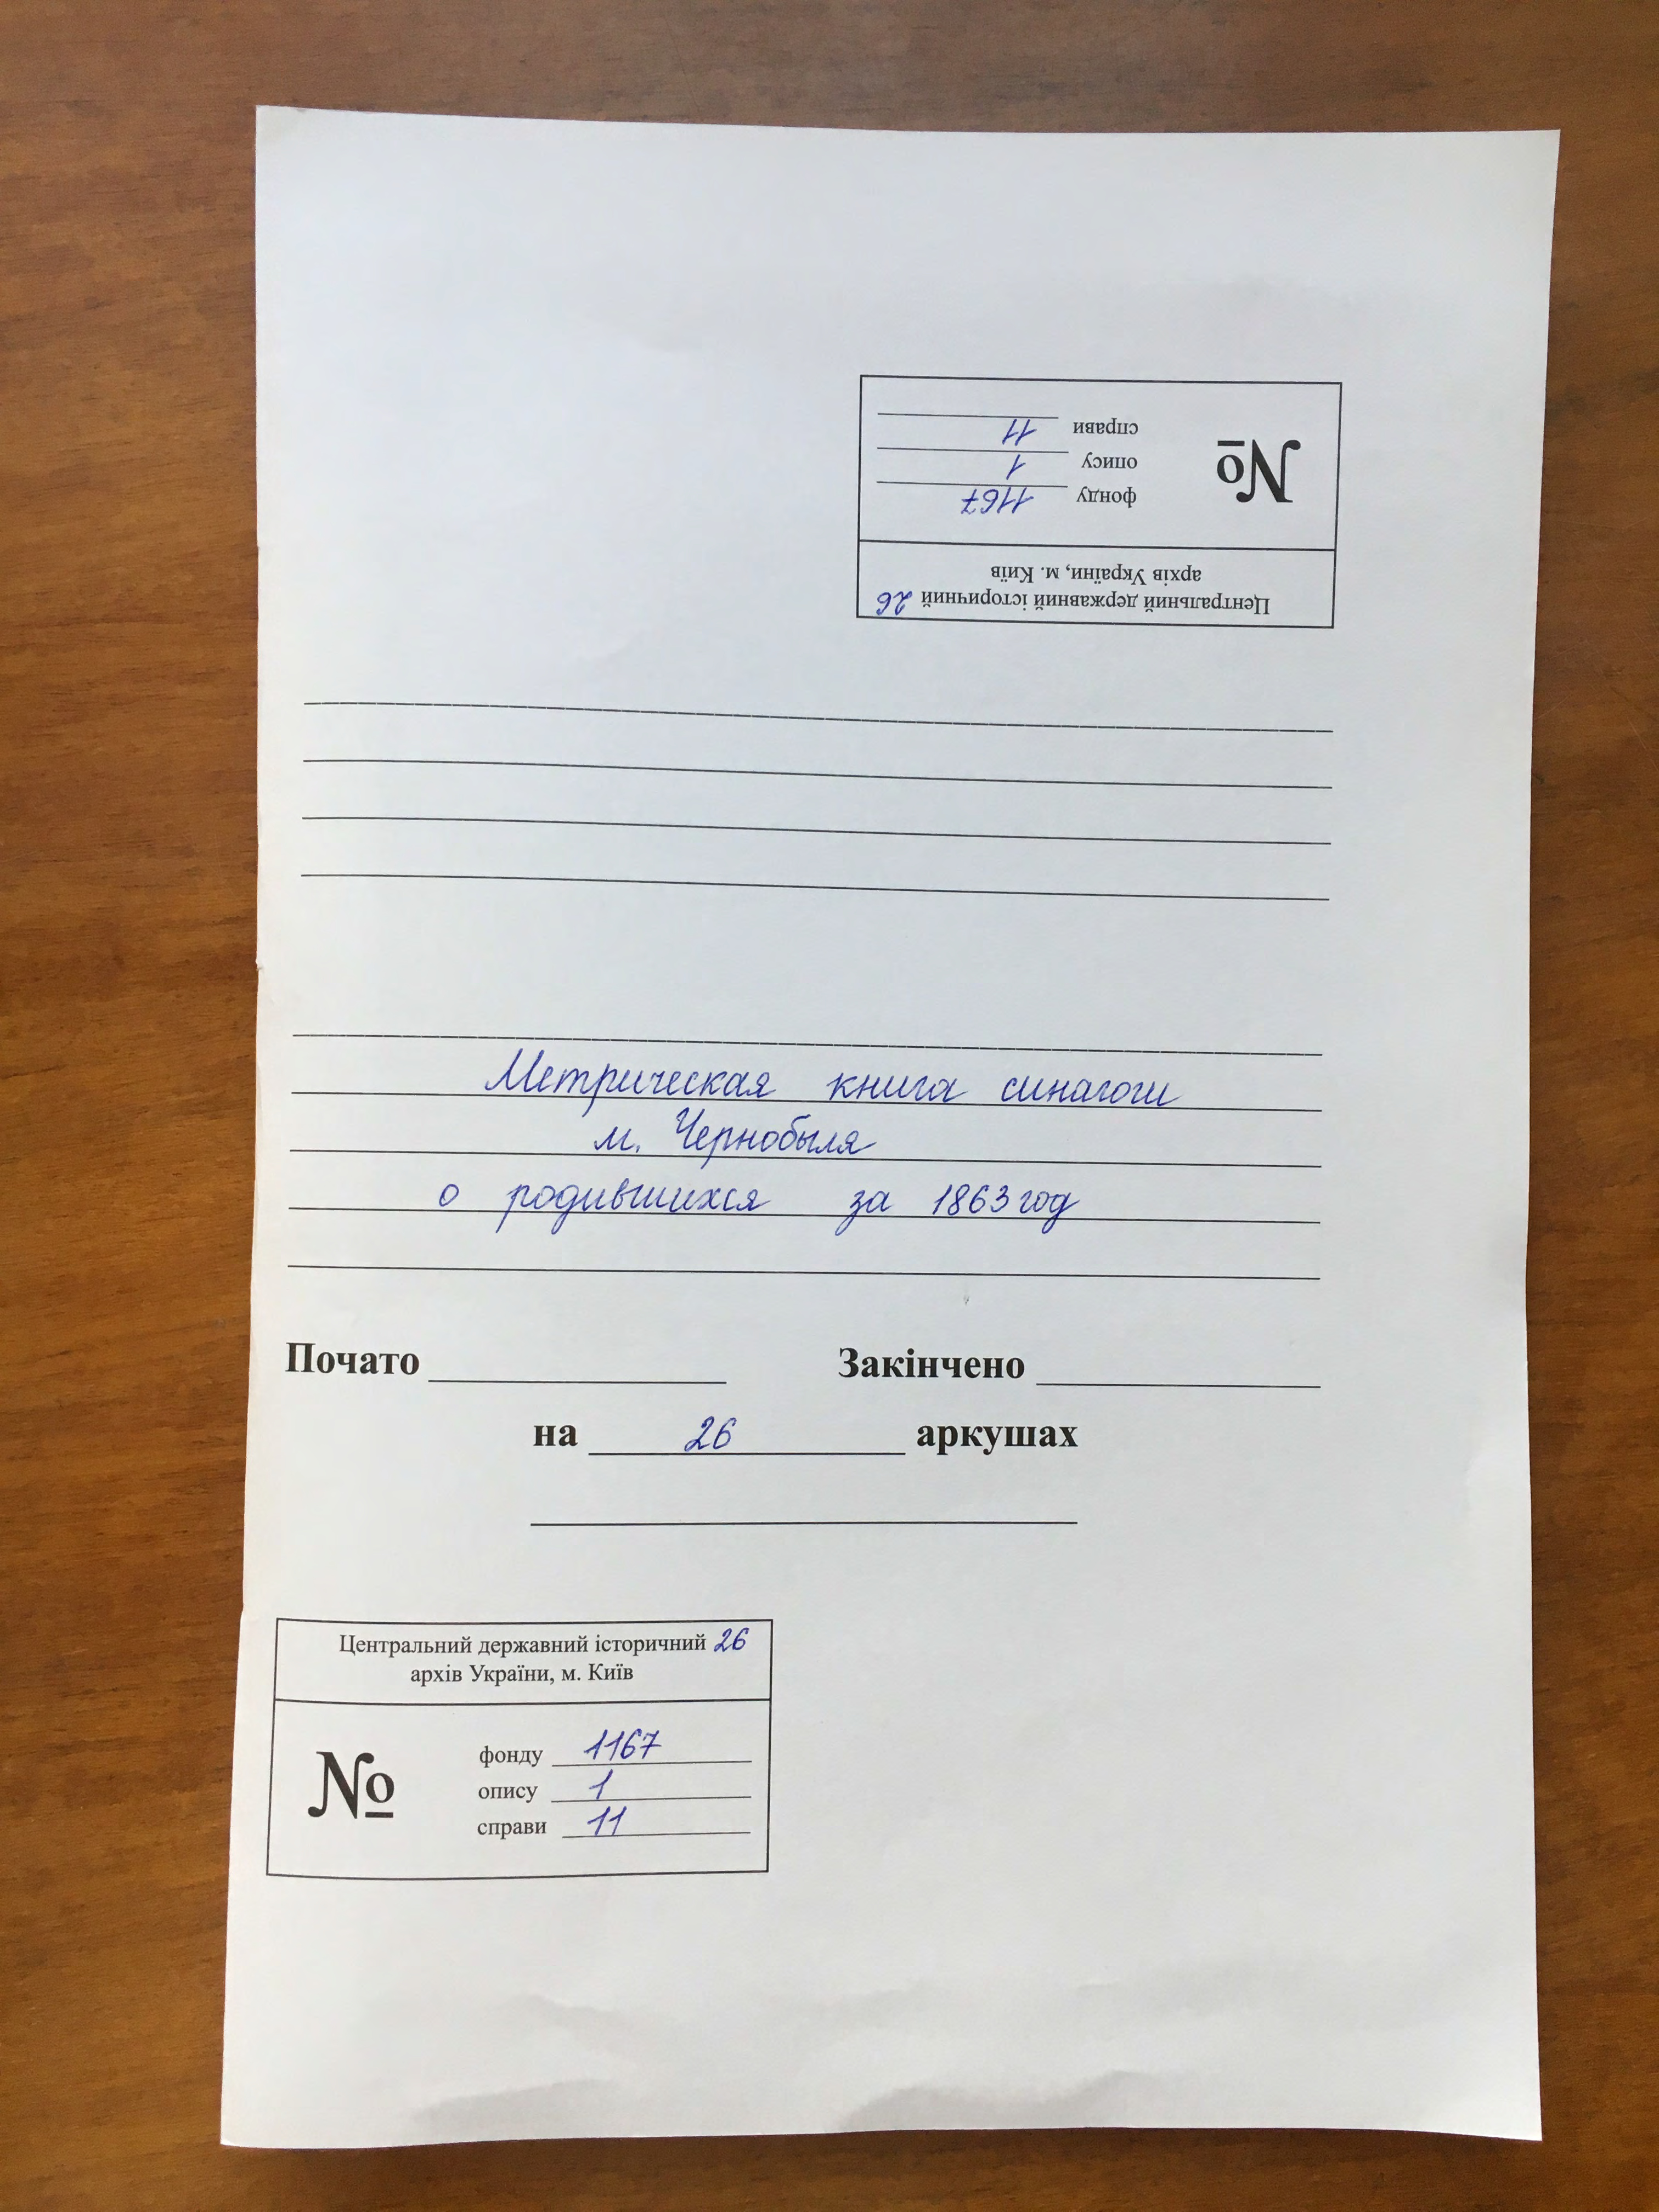 Центральний державний історичний 26
архів України, м. Київ
№
фонду 1167
опису 1
справи 11
Метрическая книга синагоги
м. Чернобыля
о родившихся за 1863 год
Почато
Закінчено
на 26 аркушах
Центральний державний історичний 26
архів України, м. Київ
№
фонду 1167
опису 1
справи 11